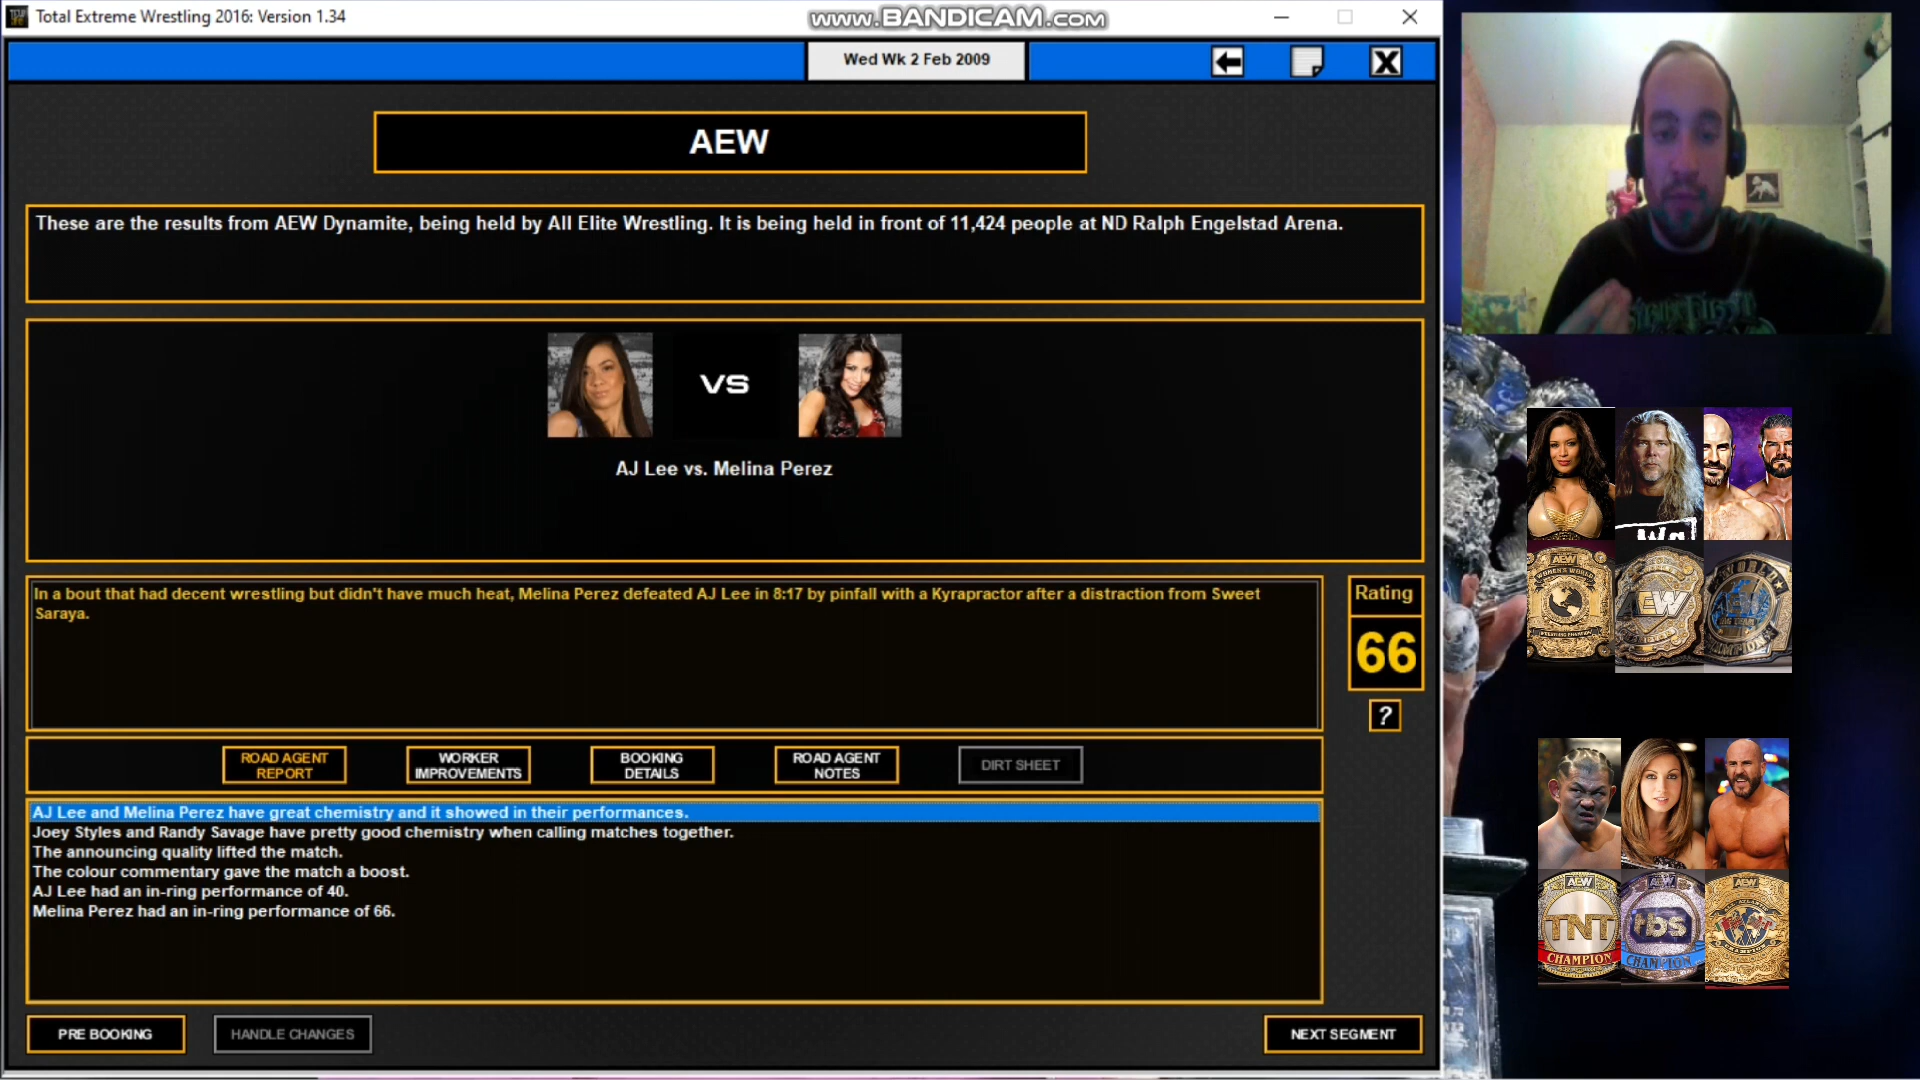 Total Extreme Wrestling 2016: Version 1.34
www.BANDICAM.com
Wed Wk 2 Feb 2009
AEW
These are the results from AEW Dynamite, being held by All Elite Wrestling. It is being held in front of 11,424 people at ND Ralph Engelstad Arena.
VS
AJ Lee vs. Melina Perez
In a bout that had decent wrestling but didn't have much heat, Melina Perez defeated AJ Lee in 8:17 by pinfall with a Kyrapractor after a distraction from Sweet
Saraya.
Rating
66
?
ROAD AGENT
REPORT
WORKER
IMPROVEMENTS
BOOKING
DETAILS
ROAD AGENT
NOTES
DIRT SHEET
AJ Lee and Melina Perez have great chemistry and it showed in their performances.
Joey Styles and Randy Savage have pretty good chemistry when calling matches together.
The announcing quality lifted the match.
The colour commentary gave the match a boost.
AJ Lee had an in-ring performance of 40.
Melina Perez had an in-ring performance of 66.
PRE BOOKING
HANDLE CHANGES
NEXT SEGMENT
AEW
WOMEN'S WORLD
AEW
WORLD
AEW
TNT
CHAMPION
AEW
tbs
CHAMPION
AEW